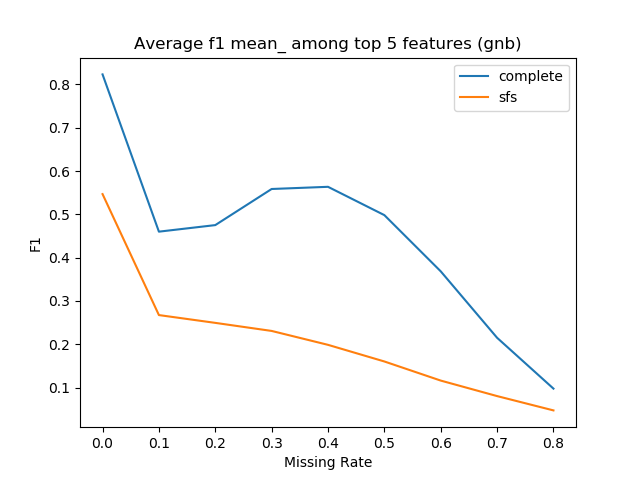 Average f1 mean_ among top 5 features (gnb)
complete
sfs
F1
0.8
0.7
0.6
0.5
0.4
0.3
0.2
0.1
0.0 0.1 0.2 0.3 0.4 0.5 0.6 0.7 0.8
Missing Rate